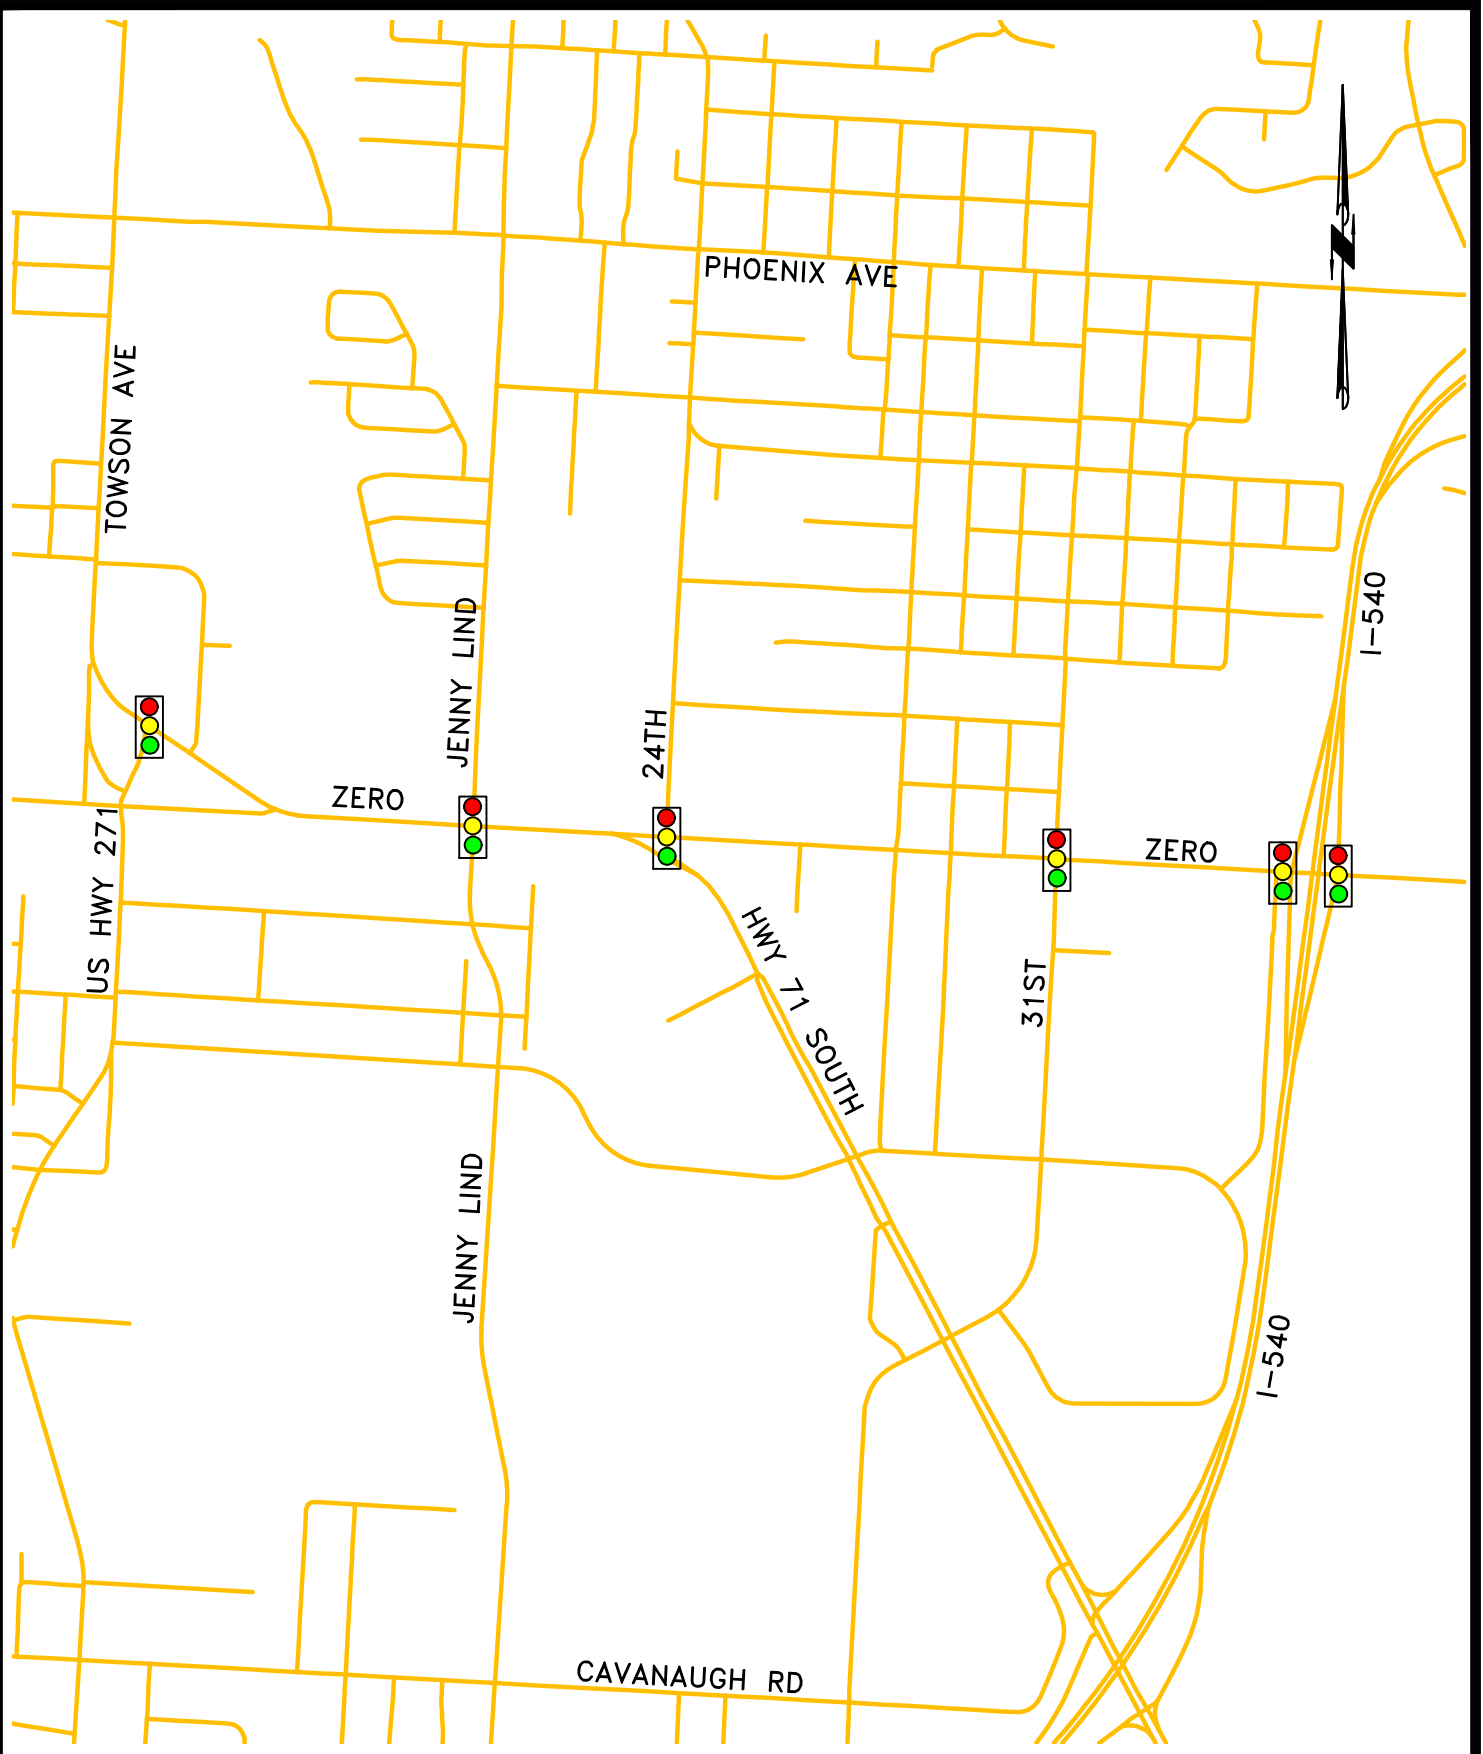 PHOENIX AVE
TOWSON AVE
I-540
JENNY LIND
24TH
ZERO
US HWY 271
ZERO
HWY 71 SOUTH
31ST
JENNY LIND
I-540
CAVANAUGH RD